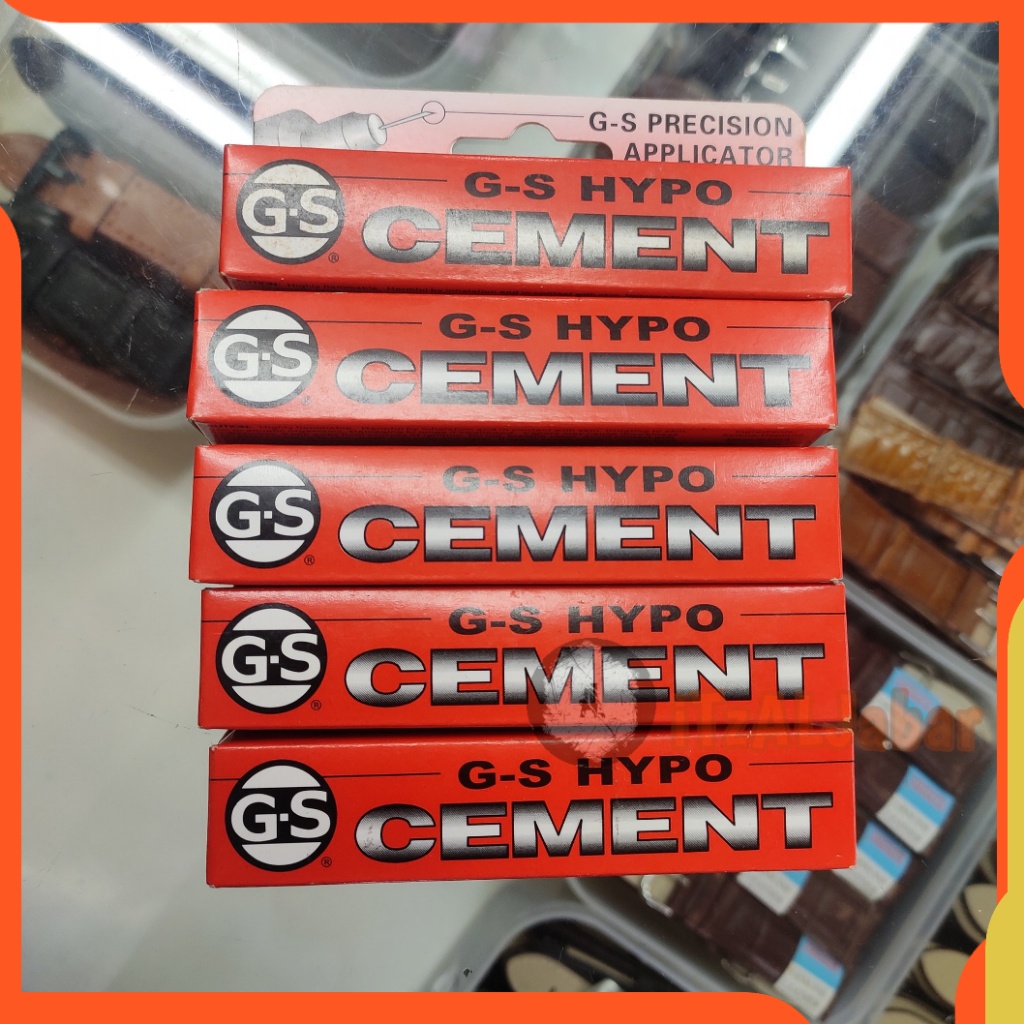 G-S PRECISION
APPLICATOR
G-S HYPO
G-S
CEMENT
®
G-S HYPO
G-S
CEMENT
®
G-S HYPO
G-S
CEMENT
®
G-S HYPO
G-S
CEMENT
®
G-S HYPO
G-S
CEMENT
®